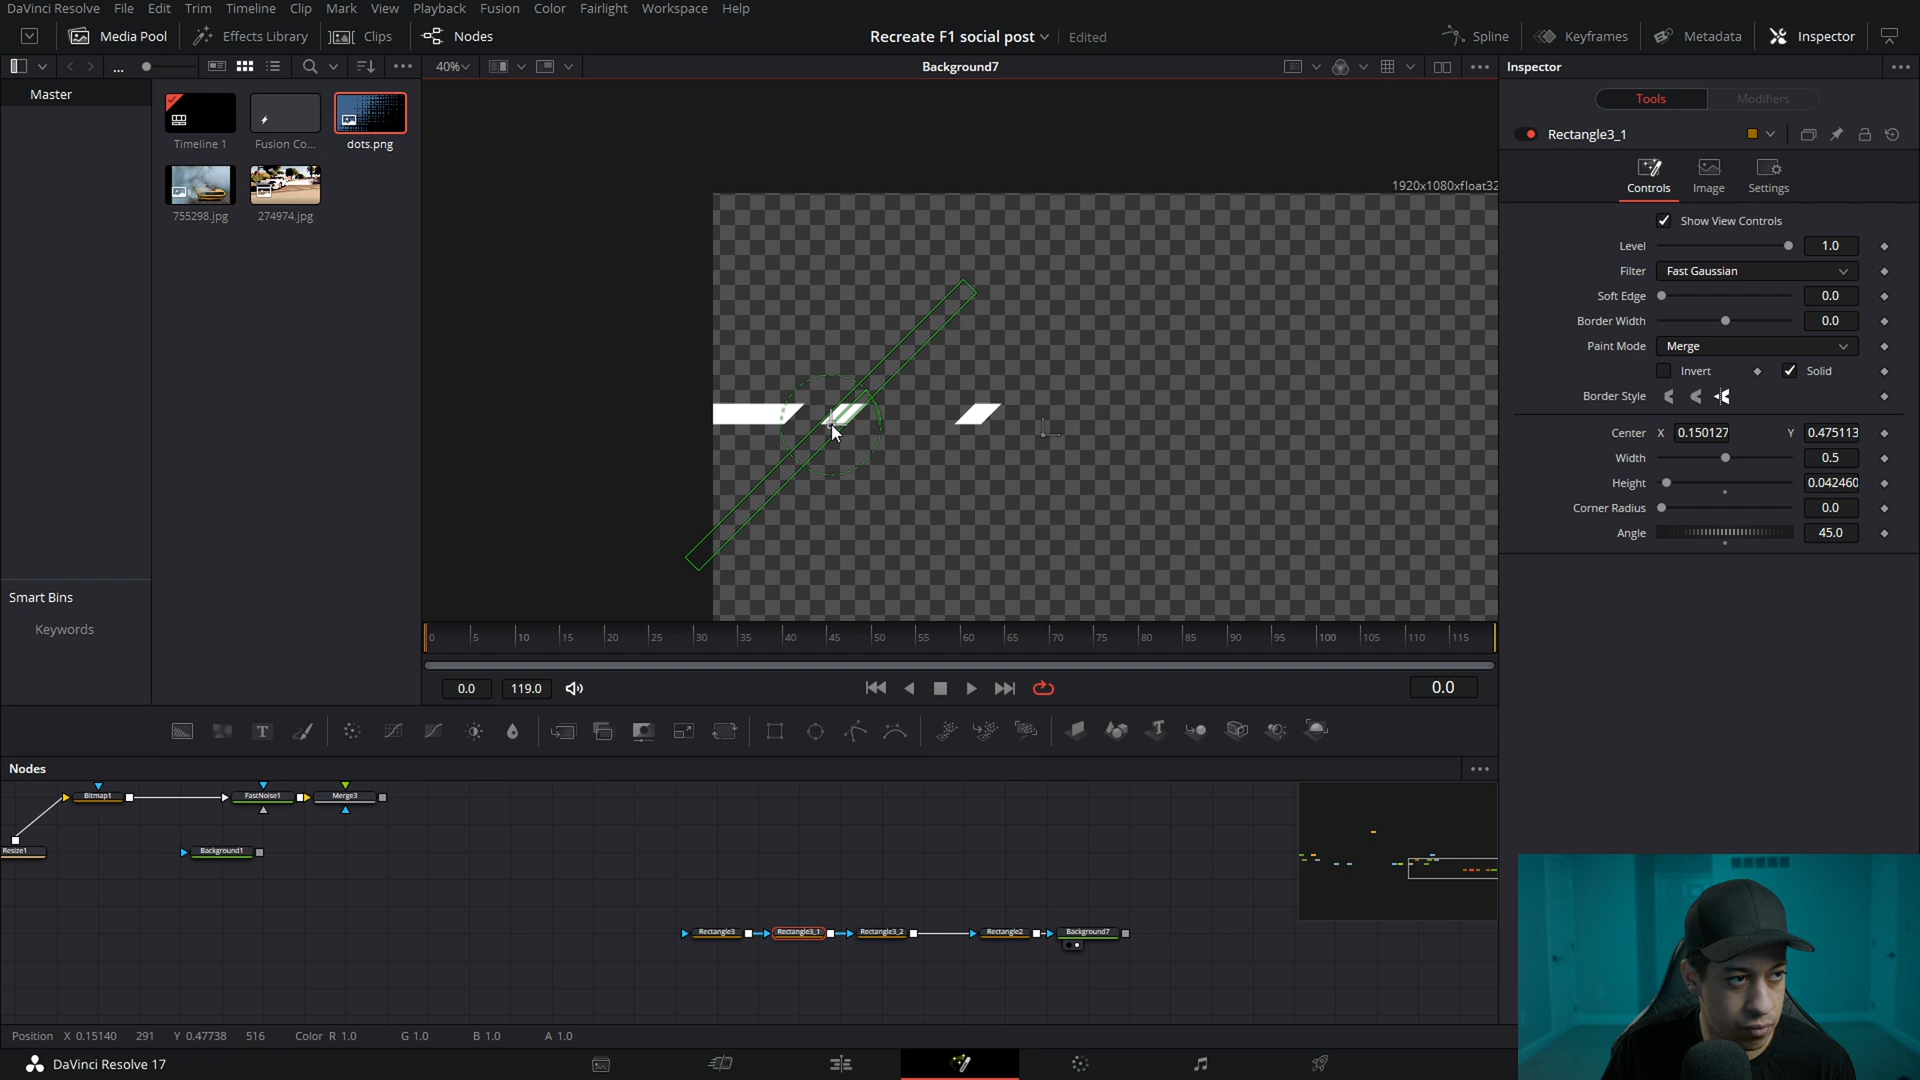 DaVinci Resolve File Edit Trim Timeline Clip Mark View Playback Fusion Color Fairlight Workspace Help
Media Pool Effects Library Clips Nodes Recreate F1 social post Edited Spline Keyframes Metadata Inspector
... 40% Background7 Inspector
Master
Timeline 1 Fusion Co... dots.png
755298.jpg 274974.jpg
1920x1080xfloat32
Tools Modifiers
Rectangle3_1
Controls Image Settings
Show View Controls
Level 1.0
Filter Fast Gaussian
Soft Edge 0.0
Border Width 0.0
Paint Mode Merge
Invert Solid
Border Style
Center X 0.150127 Y 0.475113
Width 0.5
Height 0.042460
Corner Radius 0.0
Angle 45.0
Smart Bins
Keywords
0 5 10 15 20 25 30 35 40 45 50 55 60 65 70 75 80 85 90 95 100 105 110 115
0.0 119.0 0.0
Nodes
Bitmap1 FastNoise1 Merge3
Resize1 Background1
Rectangle3 Rectangle3_1 Rectangle3_2 Rectangle2 Background7
Position X 0.15140 291 Y 0.47738 516 Color R 1.0 G 1.0 B 1.0 A 1.0
DaVinci Resolve 17